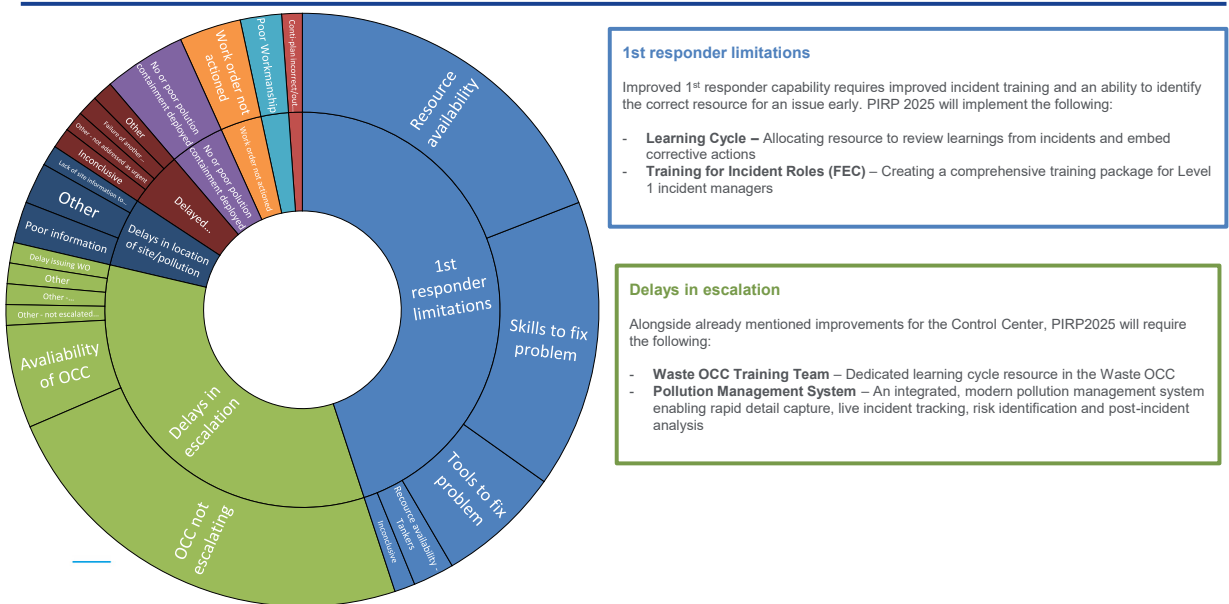 Resource
availability
Skills to fix
problem
Tools to fix
problem
Recource availability -
Tankers
Inconclusive
OCC not
escalating
Avaliability
of OCC
Other - not escalated...
Other -...
Other
Delay issuing WO
Poor information
Other
Lack of site information to...
Inconclusive
Other - not addressed as urgent
Failure of another...
Other
No or poor polution
containment deployed
Work order not
actioned
Poor Workmanship
Conti-plan incorrect/out...
1st
responder
limitations
Delays in
escalation
Delays in location
of site/pollution
Delayed...
No or poor polution
containment deployed
Work order not actioned
1st responder limitations
Improved 1st responder capability requires improved incident training and an ability to identify
the correct resource for an issue early. PIRP 2025 will implement the following:
- Learning Cycle – Allocating resource to review learnings from incidents and embed
corrective actions
- Training for Incident Roles (FEC) – Creating a comprehensive training package for Level
1 incident managers
Delays in escalation
Alongside already mentioned improvements for the Control Center, PIRP2025 will require
the following:
- Waste OCC Training Team – Dedicated learning cycle resource in the Waste OCC
- Pollution Management System – An integrated, modern pollution management system
enabling rapid detail capture, live incident tracking, risk identification and post-incident
analysis